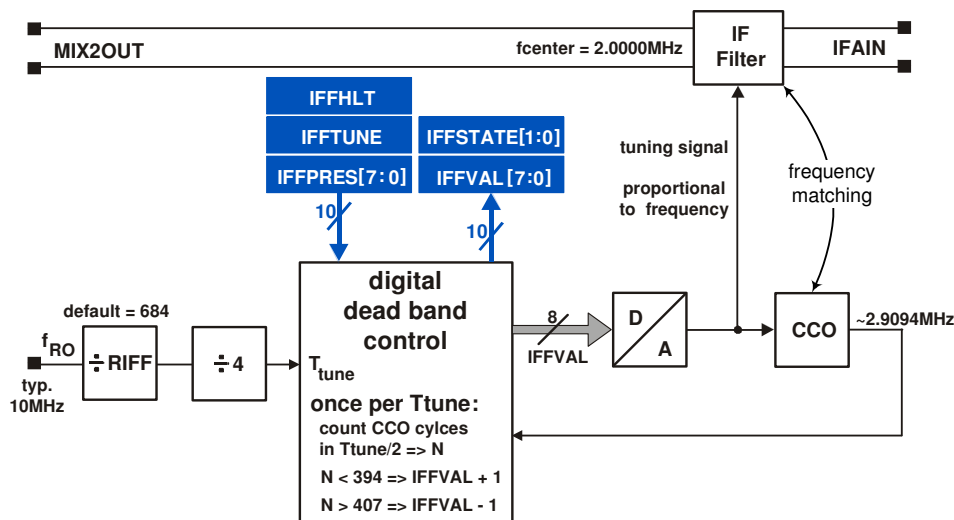 MIX2OUT
fcenter = 2.0000MHz
IF
Filter
IFAIN
IFFHLT
IFFTUNE
IFFPRES[7:0]
IFFSTATE[1:0]
IFFVAL[7:0]
10
10
tuning signal
proportional
to frequency
frequency
matching
default = 684
fRO
typ.
10MHz
÷RIFF
÷4
digital
dead band
control
Ttune
once per Ttune:
count CCO cylces
in Ttune/2 => N
N < 394 => IFFVAL + 1
N > 407 => IFFVAL - 1
8
IFFVAL
D
A
CCO
~2.9094MHz